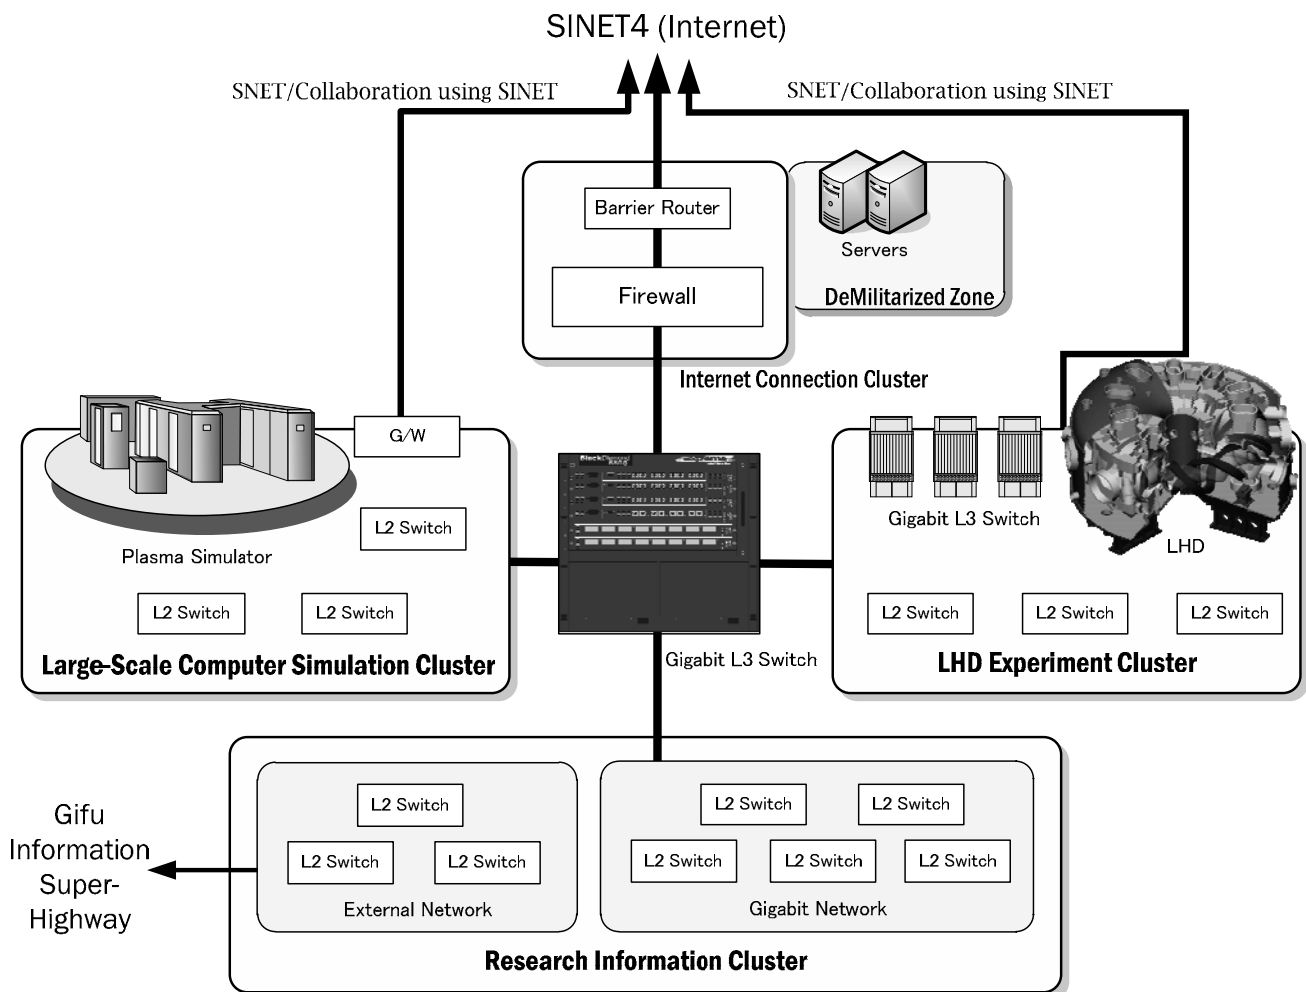 SINET4 (Internet)
SNET/Collaboration using SINET
SNET/Collaboration using SINET
Barrier Router
Servers
Firewall
DeMilitarized Zone
Internet Connection Cluster
G/W
L2 Switch
Plasma Simulator
L2 Switch
L2 Switch
Large-Scale Computer Simulation Cluster
BlackDiamond
Gigabit L3 Switch
Gigabit L3 Switch
LHD
L2 Switch
L2 Switch
L2 Switch
LHD Experiment Cluster
L2 Switch
L2 Switch
L2 Switch
External Network
L2 Switch
L2 Switch
L2 Switch
L2 Switch
L2 Switch
Gigabit Network
Research Information Cluster
Gifu
Information
Super-
Highway